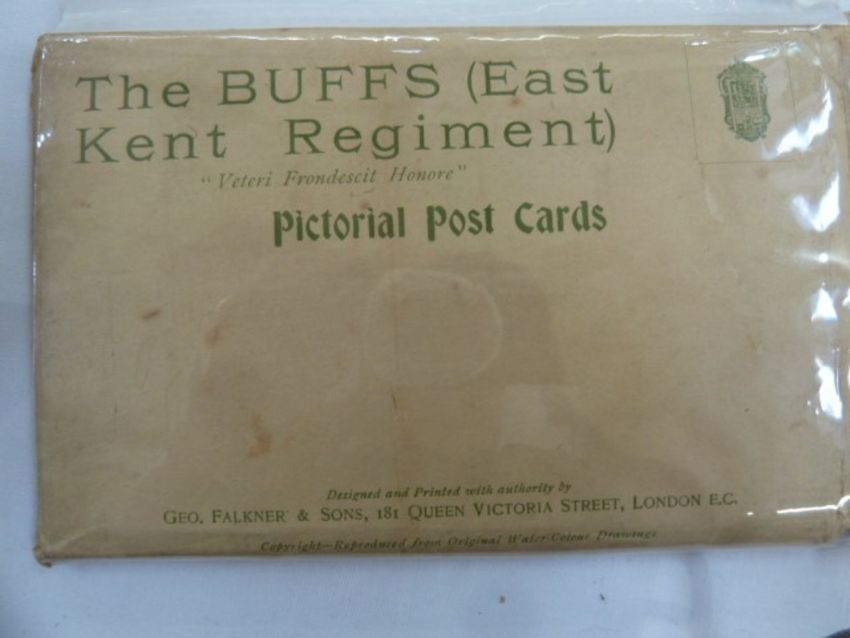 The BUFFS (East
Kent Regiment)
"Veteri Frondescit Honore"
Pictorial Post Cards
Designed and Printed with authority by
GEO. FALKNER & SONS, 181 QUEEN VICTORIA STREET, LONDON E.C.
Copyright—Reproduced from Original Water-Colour Drawings